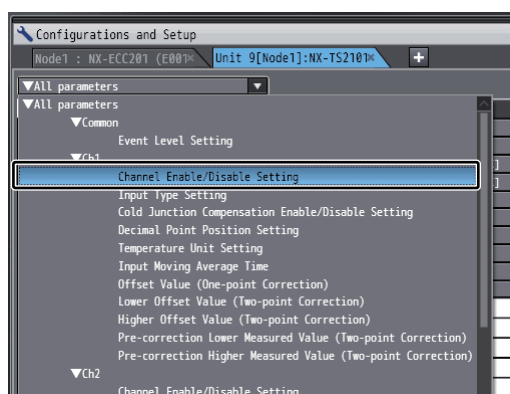 Configurations and Setup
Node1 : NX-ECC201 (E001× Unit 9[Node1]:NX-TS2101× +
▼All parameters ▼
▼All parameters
▼Common
Event Level Setting
▼Ch1
Channel Enable/Disable Setting
Input Type Setting
Cold Junction Compensation Enable/Disable Setting
Decimal Point Position Setting
Temperature Unit Setting
Input Moving Average Time
Offset Value (One-point Correction)
Lower Offset Value (Two-point Correction)
Higher Offset Value (Two-point Correction)
Pre-correction Lower Measured Value (Two-point Correction)
Pre-correction Higher Measured Value (Two-point Correction)
▼Ch2
Channel Enable/Disable Setting